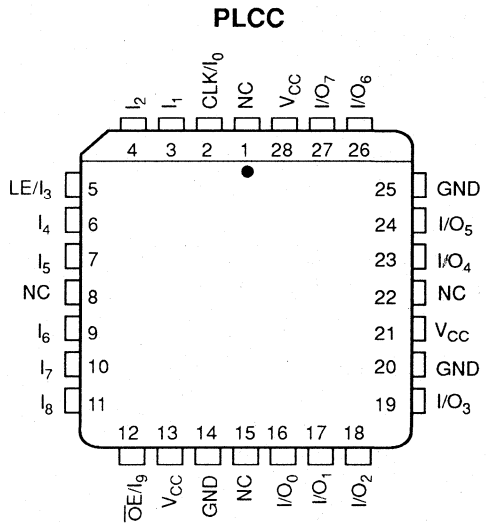 PLCC
I2 I1 CLK/I0 NC VCC I/O7 I/O6
4 3 2 1 28 27 26
LE/I3 5 25 GND
I4 6 24 I/O5
I5 7 23 I/O4
NC 8 22 NC
I6 9 21 VCC
I7 10 20 GND
I8 11 19 I/O3
12 13 14 15 16 17 18
O̅E/I9 VCC GND NC I/O0 I/O1 I/O2